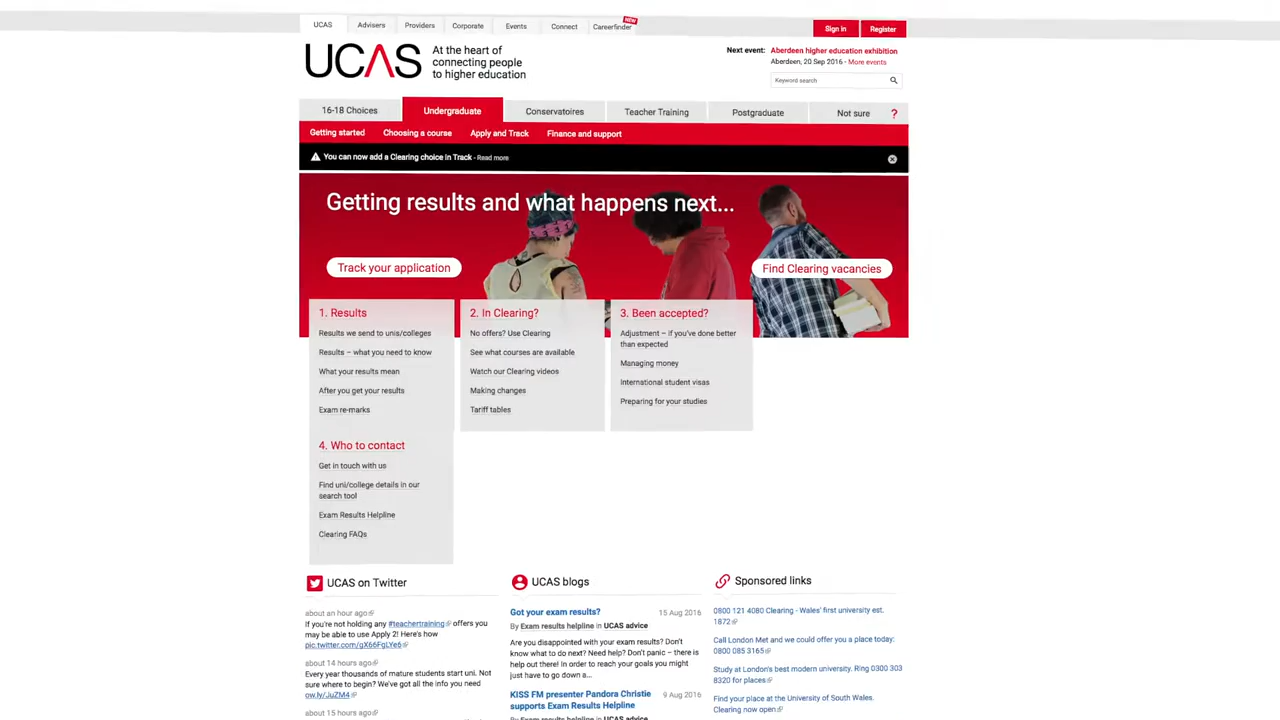 UCAS
Advisers
Providers
Corporate
Events
Connect
Careerfinder
NEW
Sign in
Register
UCAS
At the heart of
connecting people
to higher education
Next event: Aberdeen higher education exhibition
Aberdeen, 20 Sep 2016 - More events
Keyword search
16-18 Choices
Undergraduate
Conservatoires
Teacher Training
Postgraduate
Not sure ?
Getting started
Choosing a course
Apply and Track
Finance and support
You can now add a Clearing choice in Track - Read more
Getting results and what happens next...
Track your application
Find Clearing vacancies
1. Results
Results we send to unis/colleges
Results – what you need to know
What your results mean
After you get your results
Exam re-marks
2. In Clearing?
No offers? Use Clearing
See what courses are available
Watch our Clearing videos
Making changes
Tariff tables
3. Been accepted?
Adjustment – if you've done better
than expected
Managing money
International student visas
Preparing for your studies
4. Who to contact
Get in touch with us
Find uni/college details in our
search tool
Exam Results Helpline
Clearing FAQs
UCAS on Twitter
about an hour ago
If you're not holding any #teachertraining offers you
may be able to use Apply 2! Here's how
pic.twitter.com/gX66FgLYe6
about 14 hours ago
Every year thousands of mature students start uni. Not
sure where to begin? We've got all the info you need
ow.ly/JuZM4
about 15 hours ago
UCAS blogs
Got your exam results? 15 Aug 2016
By Exam results helpline in UCAS advice
Are you disappointed with your exam results? Don't
know what to do next? Need help? Don't panic – there is
help out there! In order to reach your goals you might
just have to go down a...
KISS FM presenter Pandora Christie 9 Aug 2016
supports Exam Results Helpline
By Exam results helpline in UCAS advice
Sponsored links
0800 121 4080 Clearing - Wales' first university est.
1872
Call London Met and we could offer you a place today:
0800 085 3165
Study at London's best modern university. Ring 0300 303
8320 for places
Find your place at the University of South Wales.
Clearing now open